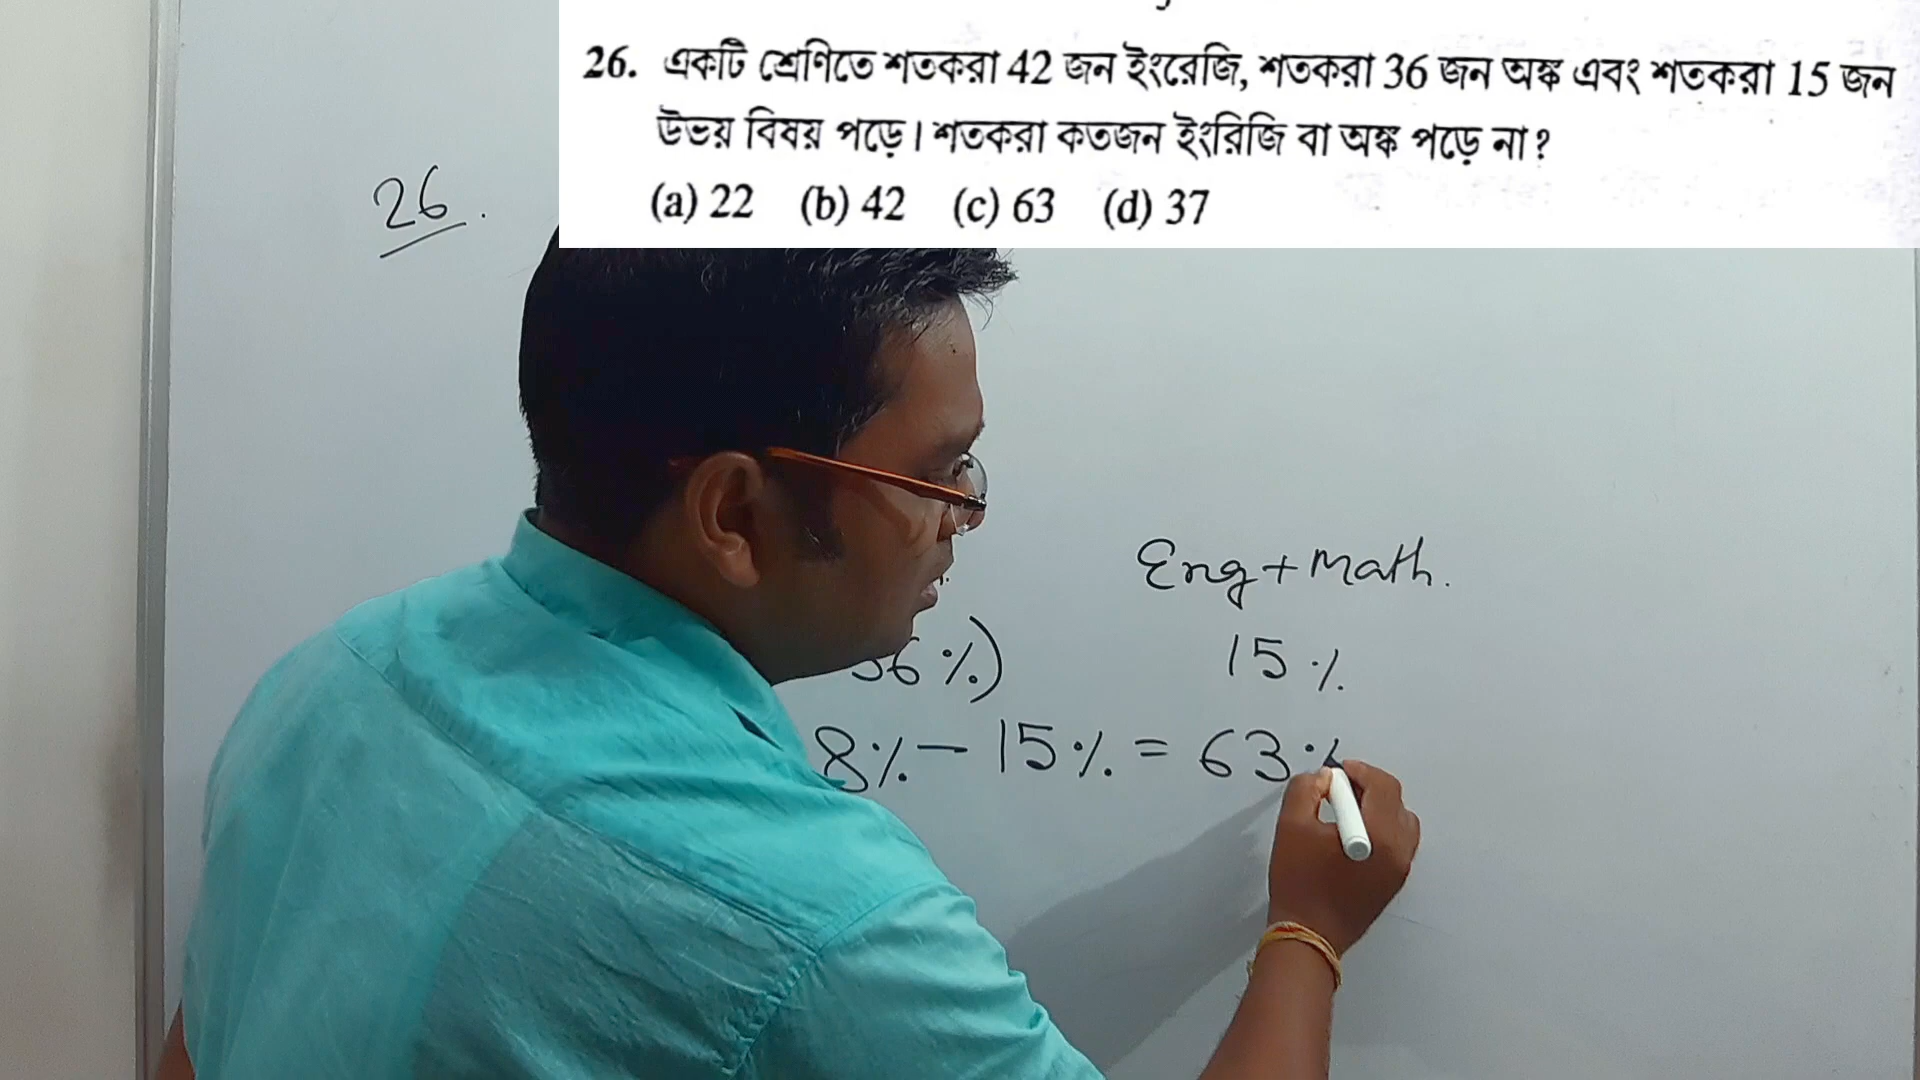 26. একটি শ্রেণিতে শতকরা 42 জন ইংরেজি, শতকরা 36 জন অঙ্ক এবং শতকরা 15 জন
উভয় বিষয় পড়ে। শতকরা কতজন ইংরিজি বা অঙ্ক পড়ে না?
(a) 22 (b) 42 (c) 63 (d) 37
26.
Eng + Math.
36%) 15%
8% - 15% = 63%